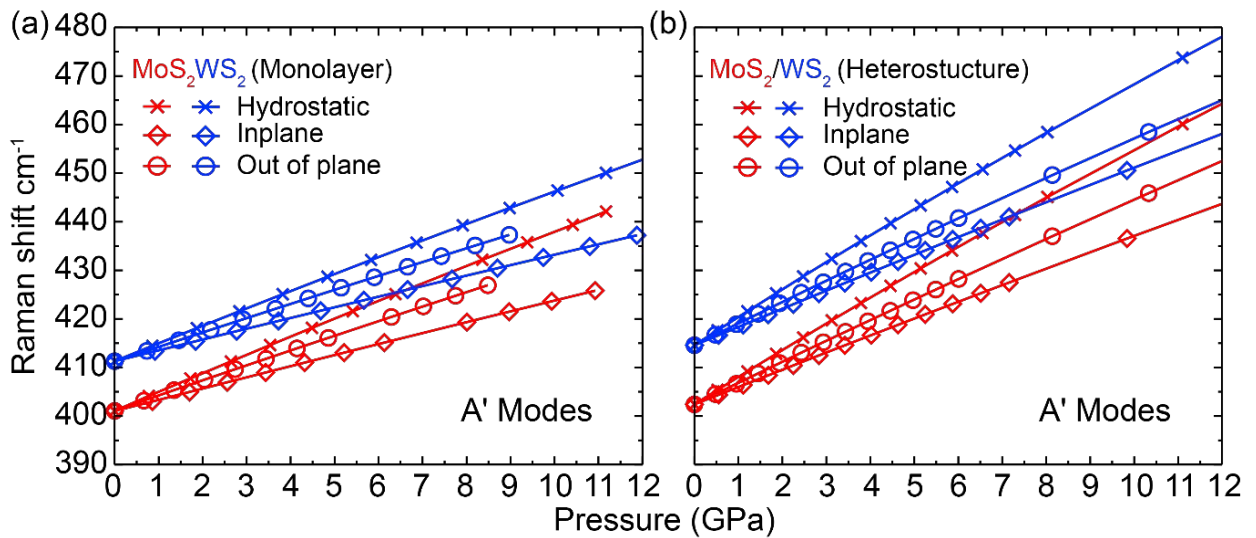 (a)
MoS2 WS2 (Monolayer)
Hydrostatic
Inplane
Out of plane
A' Modes
480
470
460
450
440
430
420
410
400
390
0 1 2 3 4 5 6 7 8 9 10 11 12
Raman shift cm-1
(b)
MoS2/WS2 (Heterostucture)
Hydrostatic
Inplane
Out of plane
A' Modes
0 1 2 3 4 5 6 7 8 9 10 11 12
Pressure (GPa)